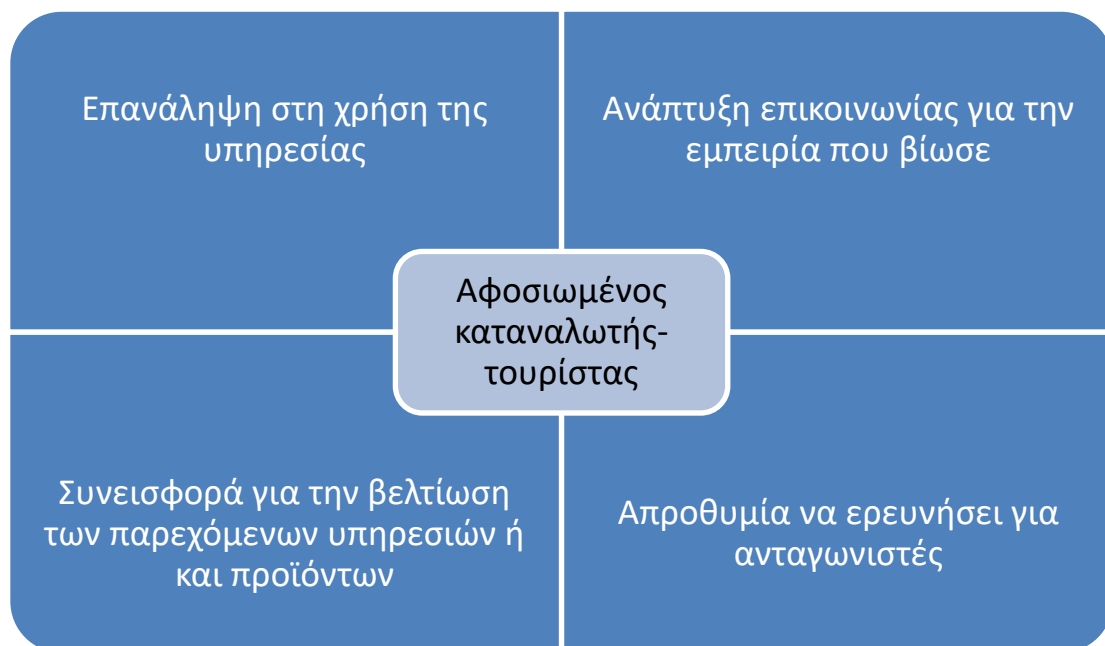 Επανάληψη στη χρήση της
υπηρεσίας
Ανάπτυξη επικοινωνίας για την
εμπειρία που βίωσε
Αφοσιωμένος
καταναλωτής-
τουρίστας
Συνεισφορά για την βελτίωση
των παρεχόμενων υπηρεσιών ή
και προϊόντων
Απροθυμία να ερευνήσει για
ανταγωνιστές